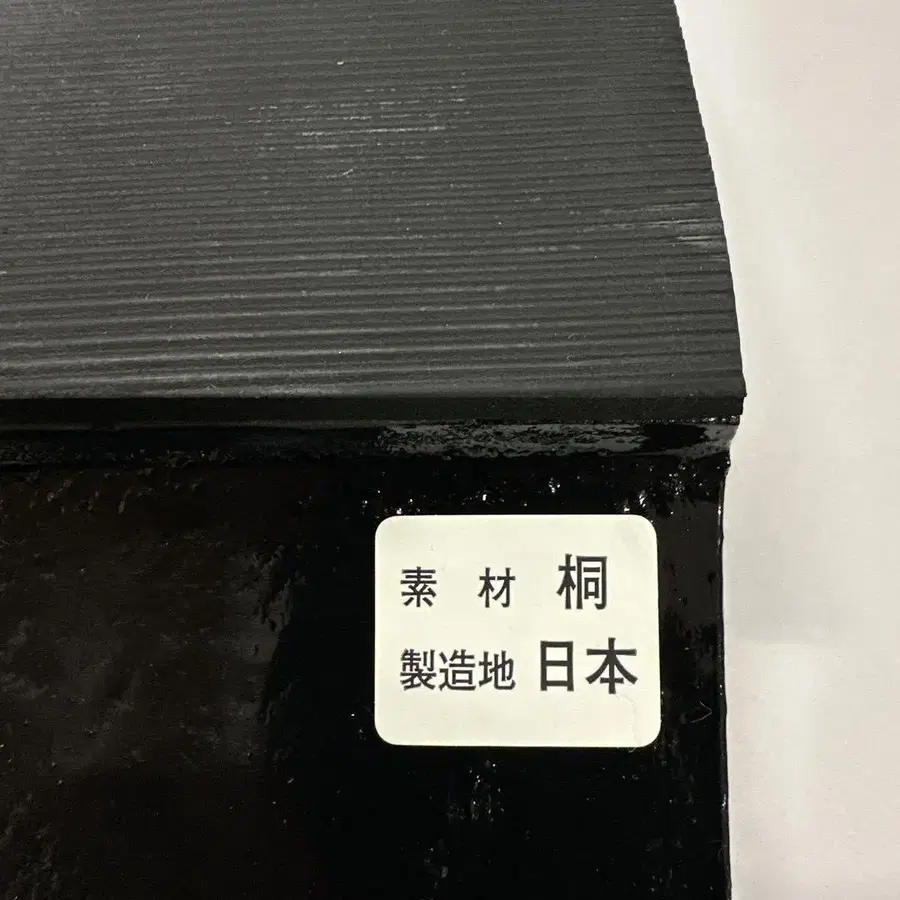 素 材 桐
製造地 日本